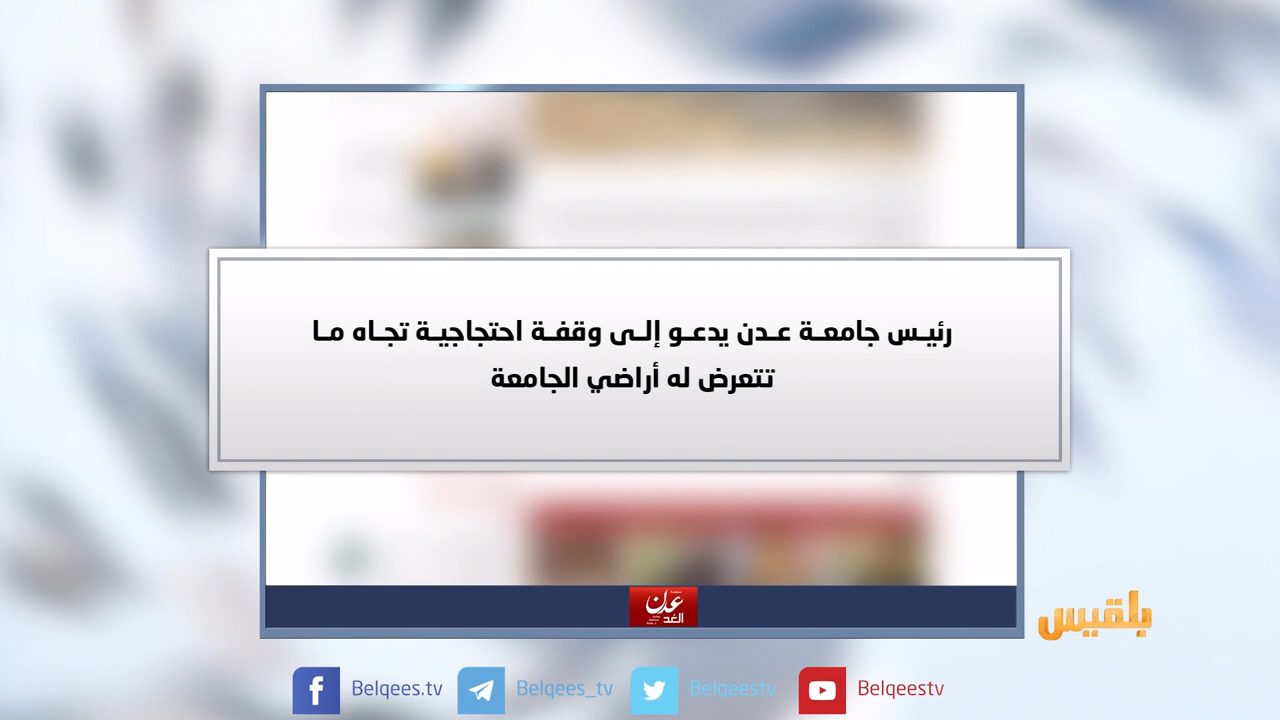 رئيس جامعة عدن يدعو إلى وقفة احتجاجية تجاه ما
تتعرض له أراضي الجامعة
عدن
الغد
بلقيس
Belqees.tv
Belqees_tv
Belqeestv
Belqeestv